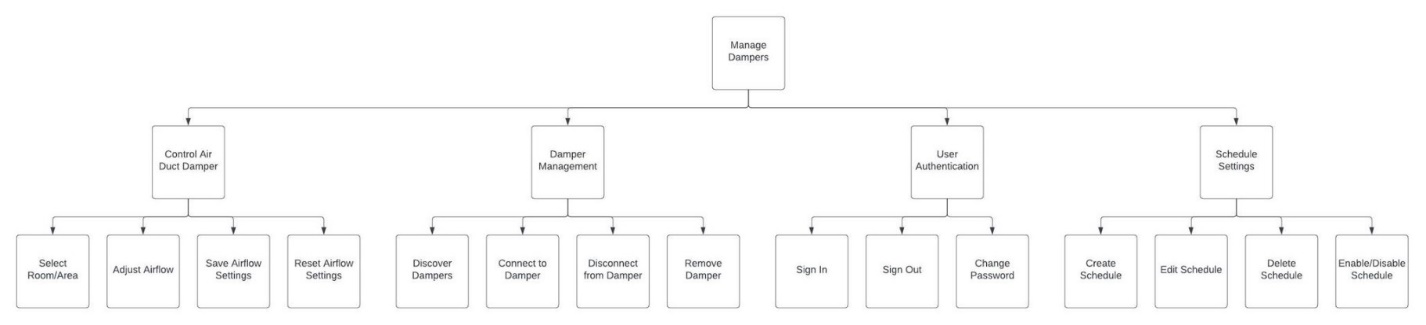 Manage
Dampers
Control Air
Duct Damper
Damper
Management
User
Authentication
Schedule
Settings
Select
Room/Area
Adjust Airflow
Save Airflow
Settings
Reset Airflow
Settings
Discover
Dampers
Connect to
Damper
Disconnect
from Damper
Remove
Damper
Sign In
Sign Out
Change
Password
Create
Schedule
Edit Schedule
Delete
Schedule
Enable/Disable
Schedule